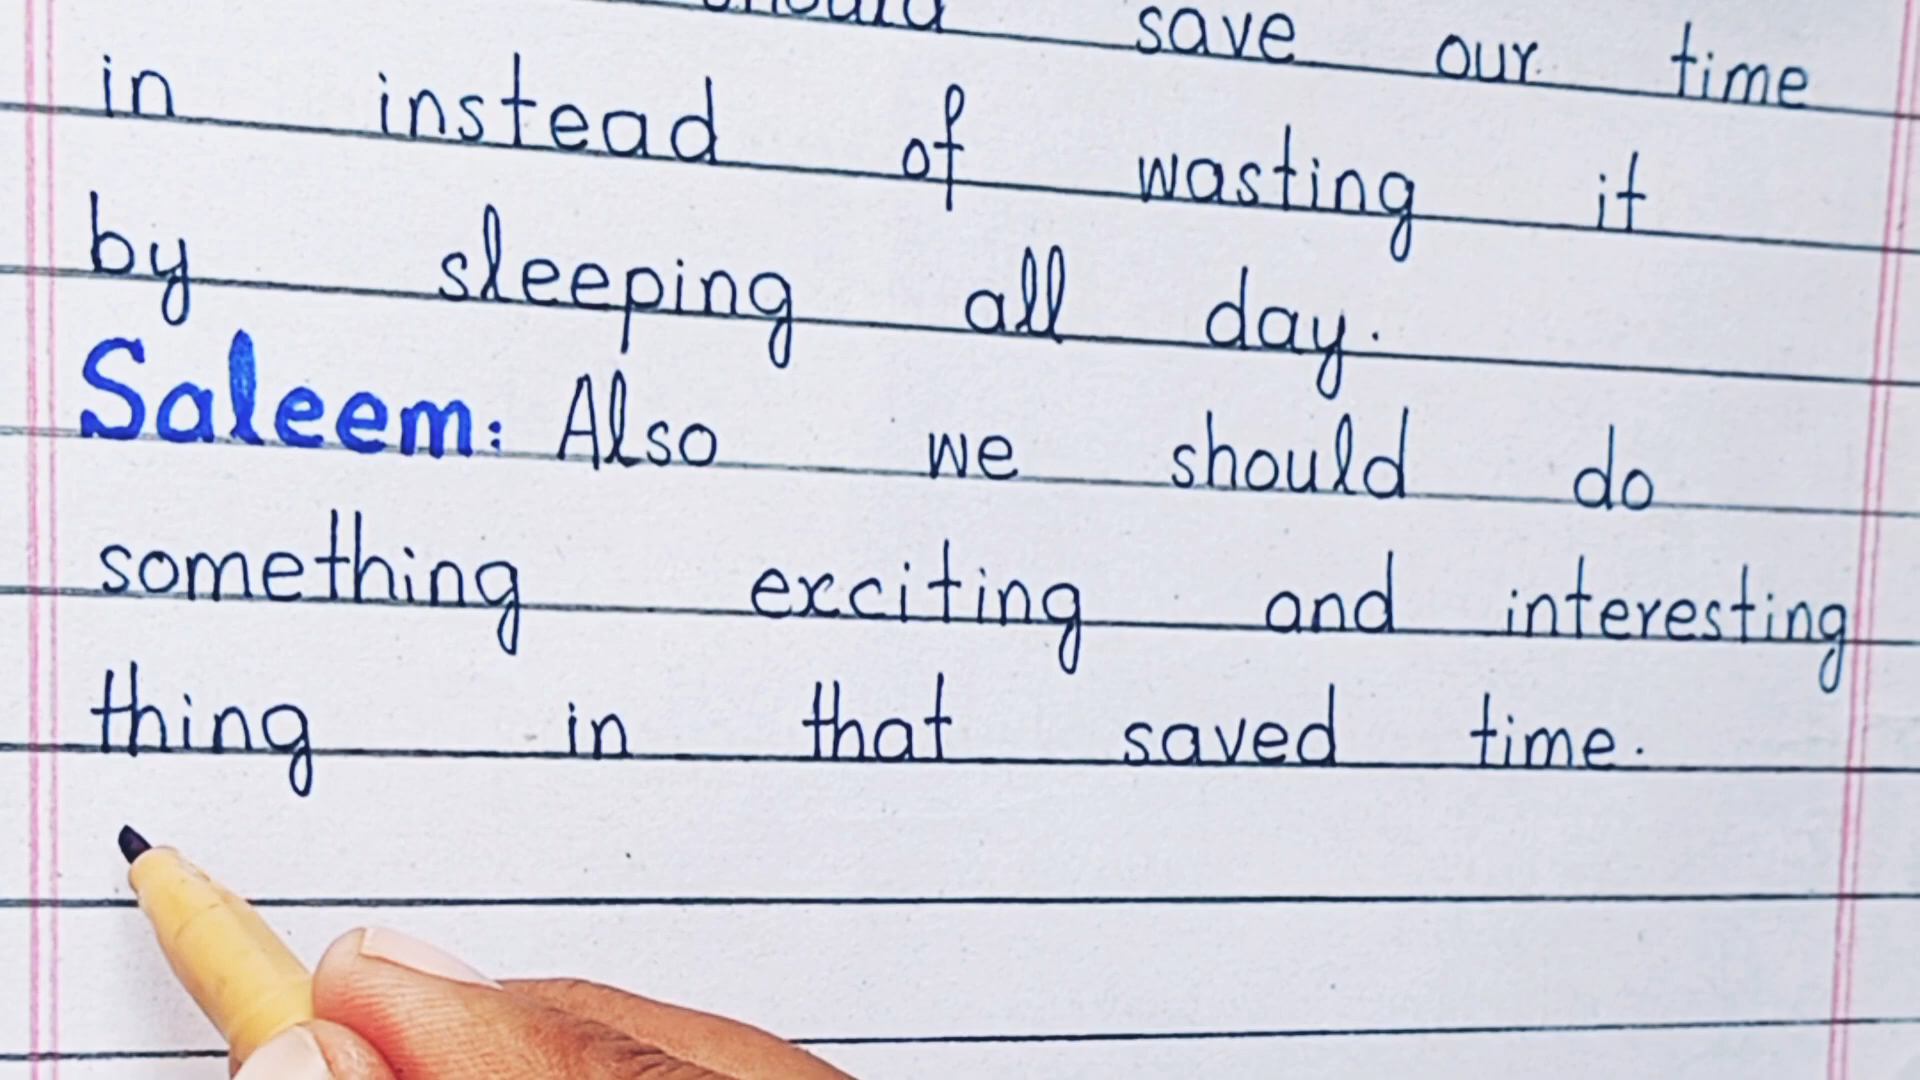 should save our time
in instead of wasting it
by sleeping all day.
Saleem: Also we should do
something exciting and interesting
thing in that saved time.